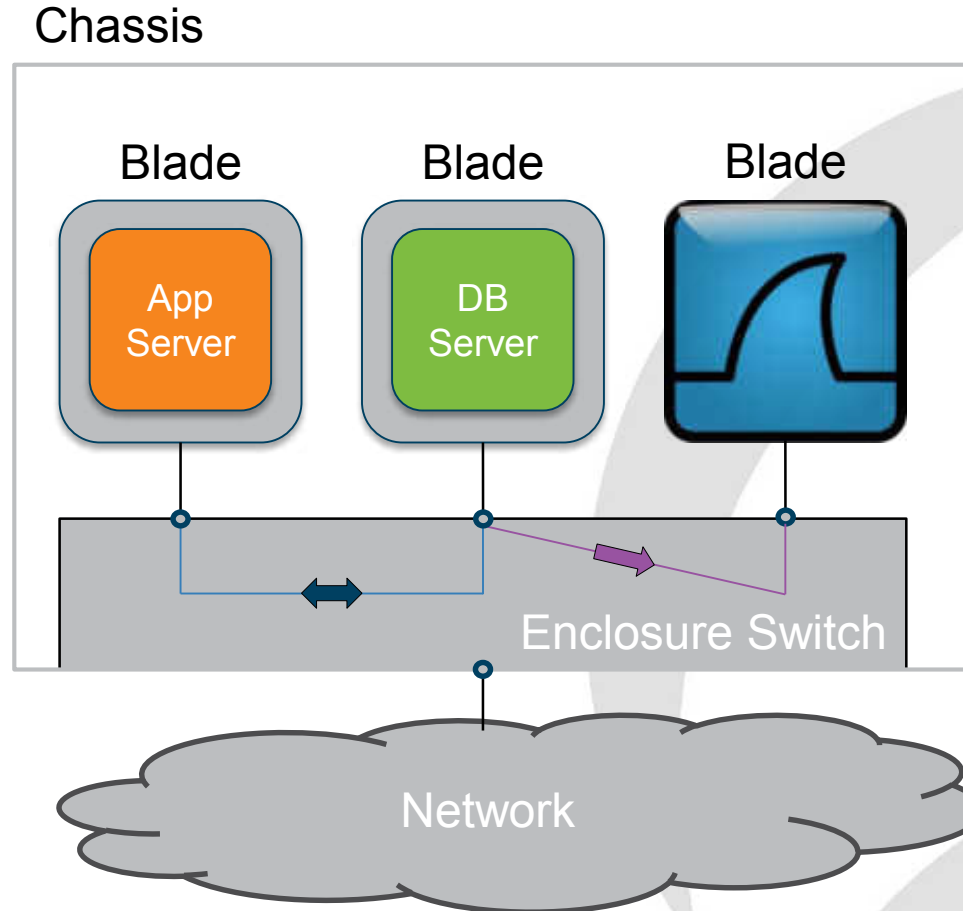 Chassis
Blade
Blade
Blade
App
Server
DB
Server
Enclosure Switch
Network